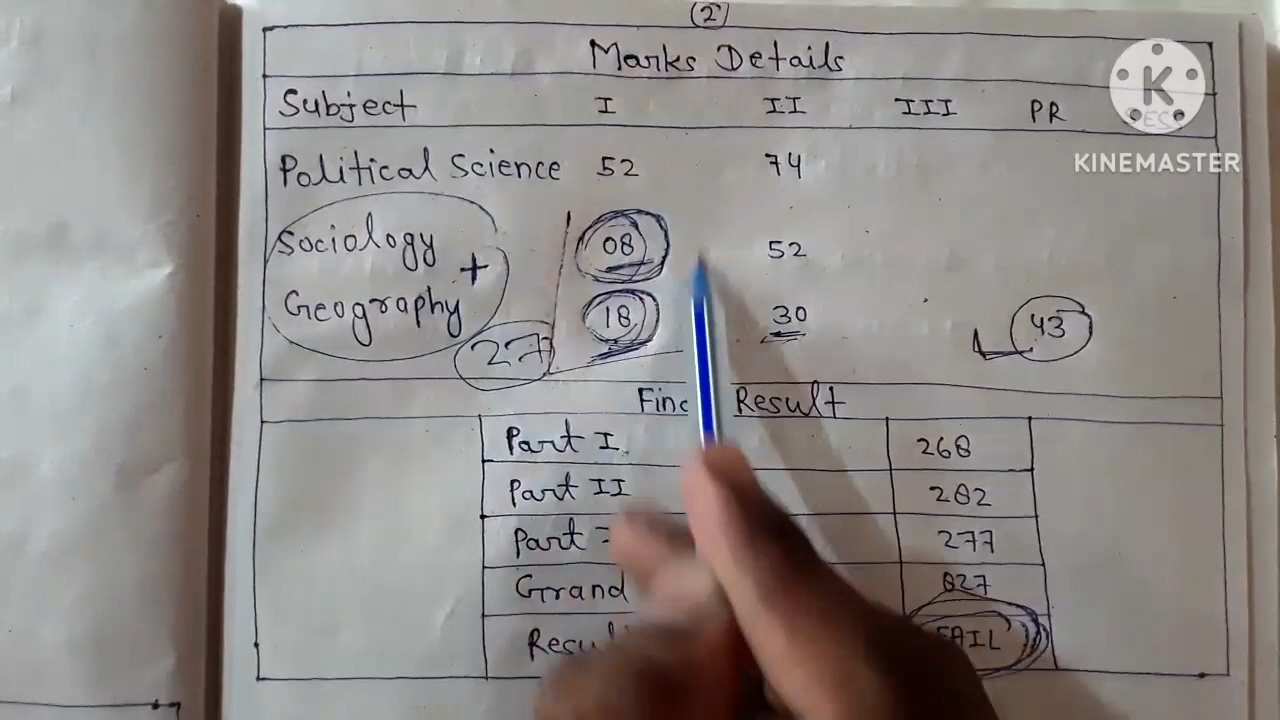 (2)
Marks Details
Subject I II III PR
Political Science 52 74
Sociology 08 52
+
Geography 18 30 43
27
Result
Part I 268
Part II 282
Part 277
Grand 827
FAIL
K
KINEMASTER